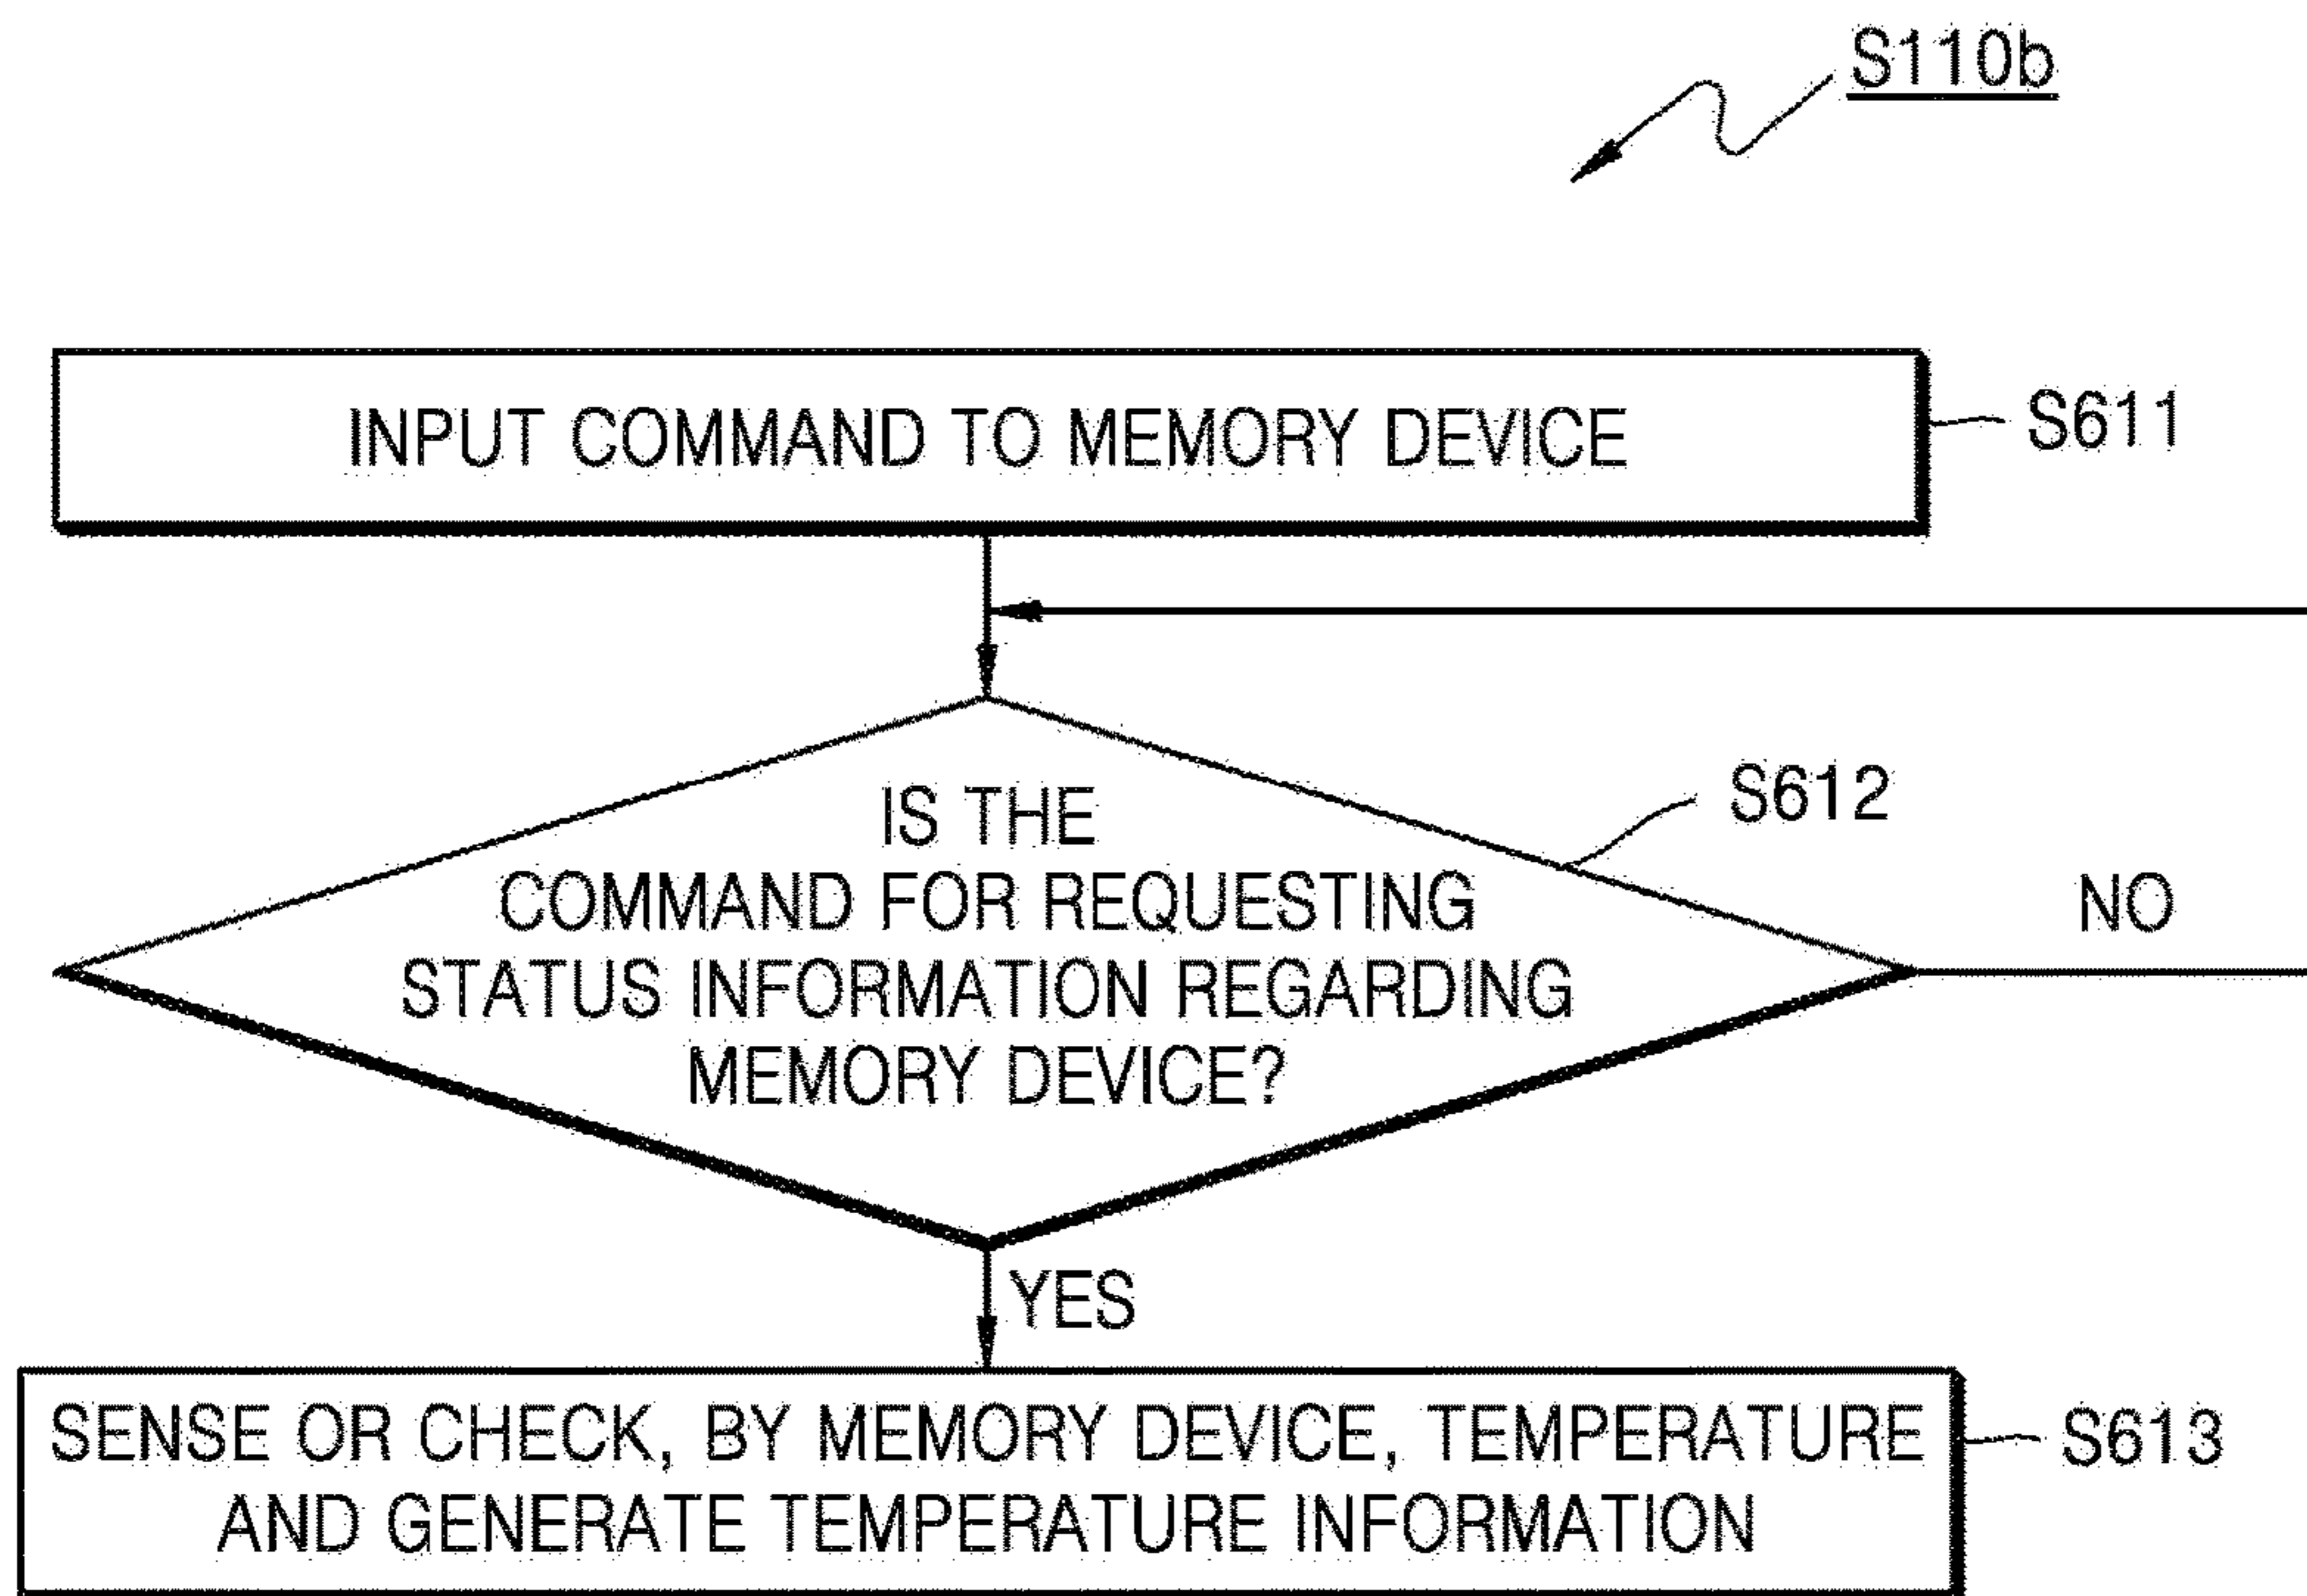 S110b
INPUT COMMAND TO MEMORY DEVICE
S611
IS THE
COMMAND FOR REQUESTING
STATUS INFORMATION REGARDING
MEMORY DEVICE?
S612
NO
YES
SENSE OR CHECK, BY MEMORY DEVICE, TEMPERATURE
AND GENERATE TEMPERATURE INFORMATION
S613